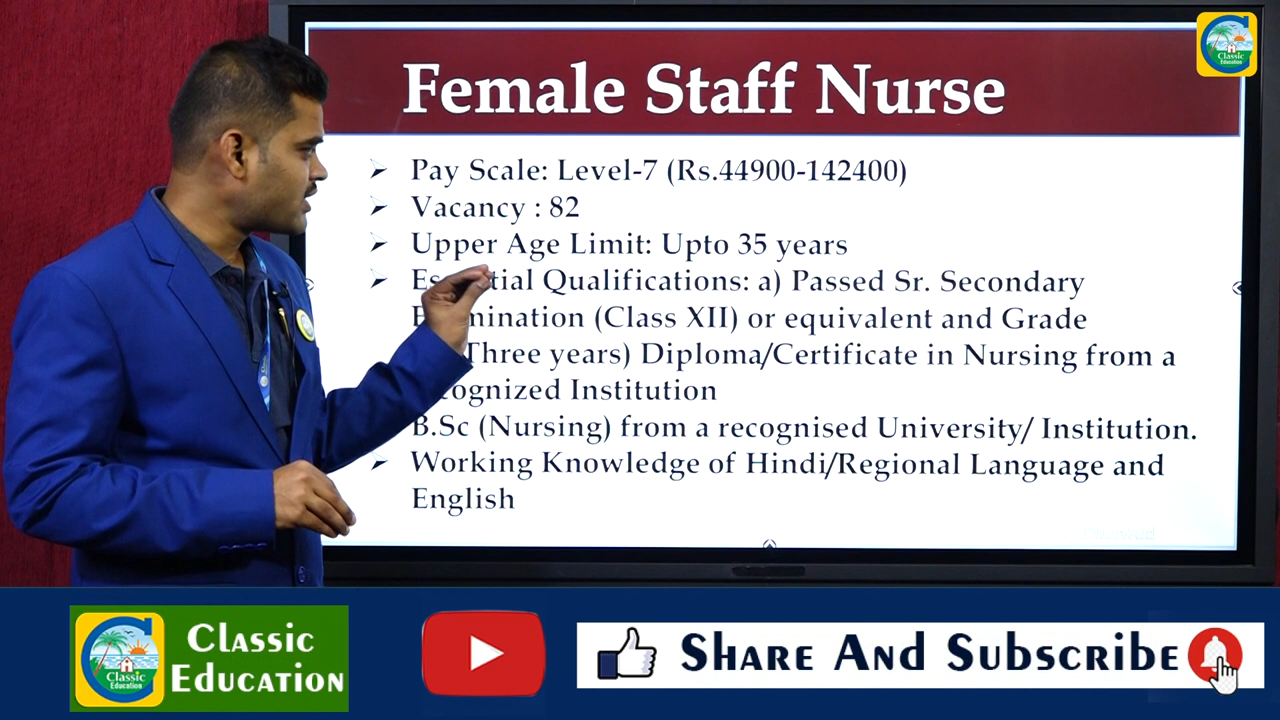 Classic
Education
Female Staff Nurse
Pay Scale: Level-7 (Rs.44900-142400)
Vacancy : 82
Upper Age Limit: Upto 35 years
Qualifications: a) Passed Sr. Secondary
(Class XII) or equivalent and Grade
Three years) Diploma/Certificate in Nursing from a
Institution
B.Sc (Nursing) from a recognised University/ Institution.
Working Knowledge of Hindi/Regional Language and
English
Classic
Education
Classic
Education
Share And Subscribe